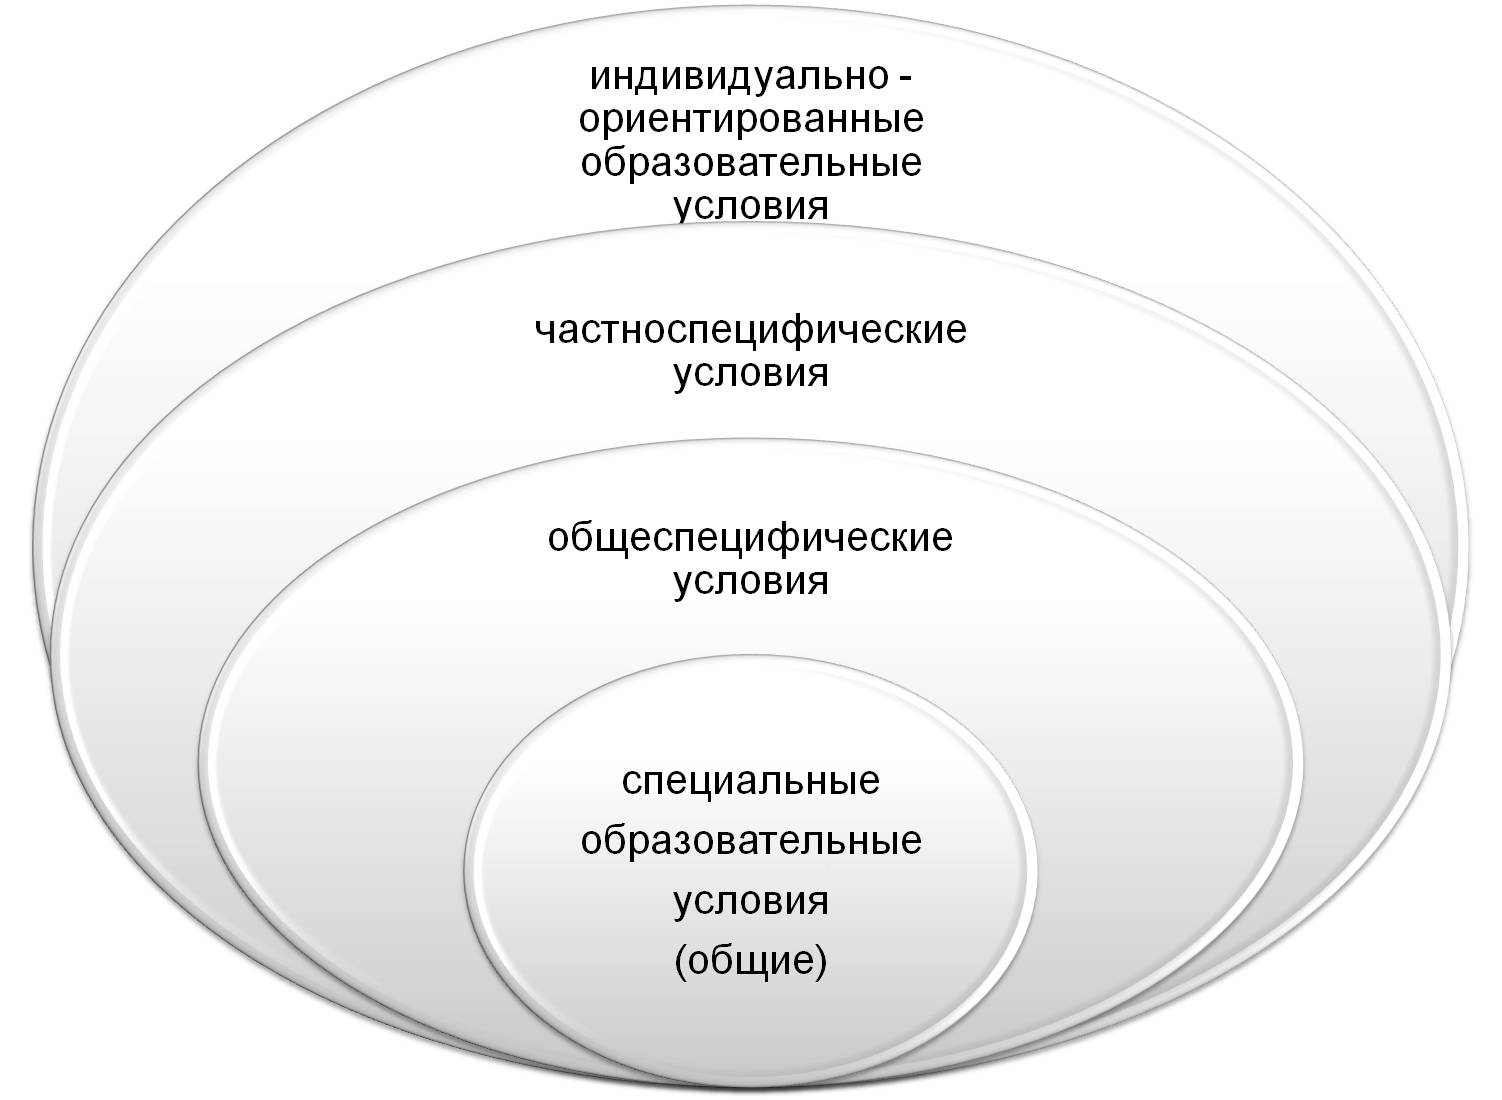 индивидуально -
ориентированные
образовательные
условия
частноспецифические
условия
общеспецифические
условия
специальные
образовательные
условия
(общие)